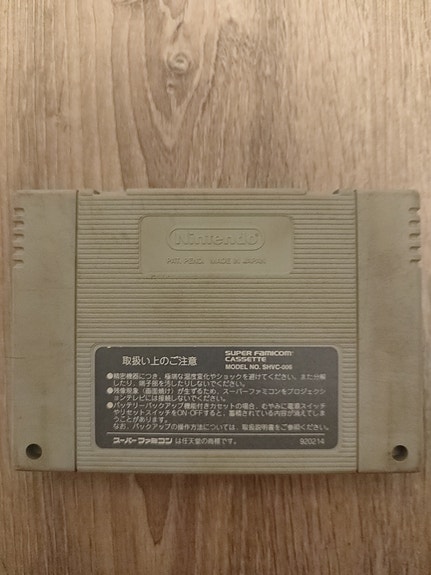 Nintendo
PAT. PEND. MADE IN JAPAN
取扱い上のご注意
SUPER FAMICOM
CASSETTE
MODEL NO. SHVC-006
●精密機器につき、極端な温度変化やショックを避けてください。また分解
したり、端子部を汚したりしないでください。
●残像現象(画面焼け)が生ずるため、スーパーファミコンをプロジェクシ
ョンテレビには接続しないでください。
●バッテリーバックアップ機能付きカセットの場合、むやみに電源スイッチ
やリセットスイッチをON·OFFすると、蓄積されている内容が消えてしま
うことがあります。
なお、バックアップの操作方法については、取扱説明書をご参照ください。
スーパーファミコン は任天堂の商標です。
920214